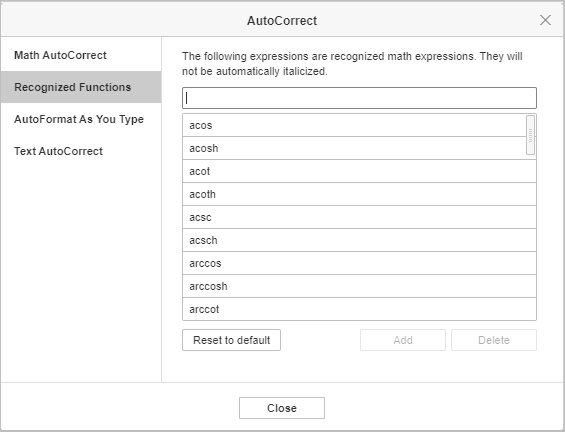 AutoCorrect
Math AutoCorrect
Recognized Functions
AutoFormat As You Type
Text AutoCorrect
The following expressions are recognized math expressions. They will
not be automatically italicized.
acos
acosh
acot
acoth
acsc
acsch
arccos
arccosh
arccot
Reset to default
Add
Delete
Close